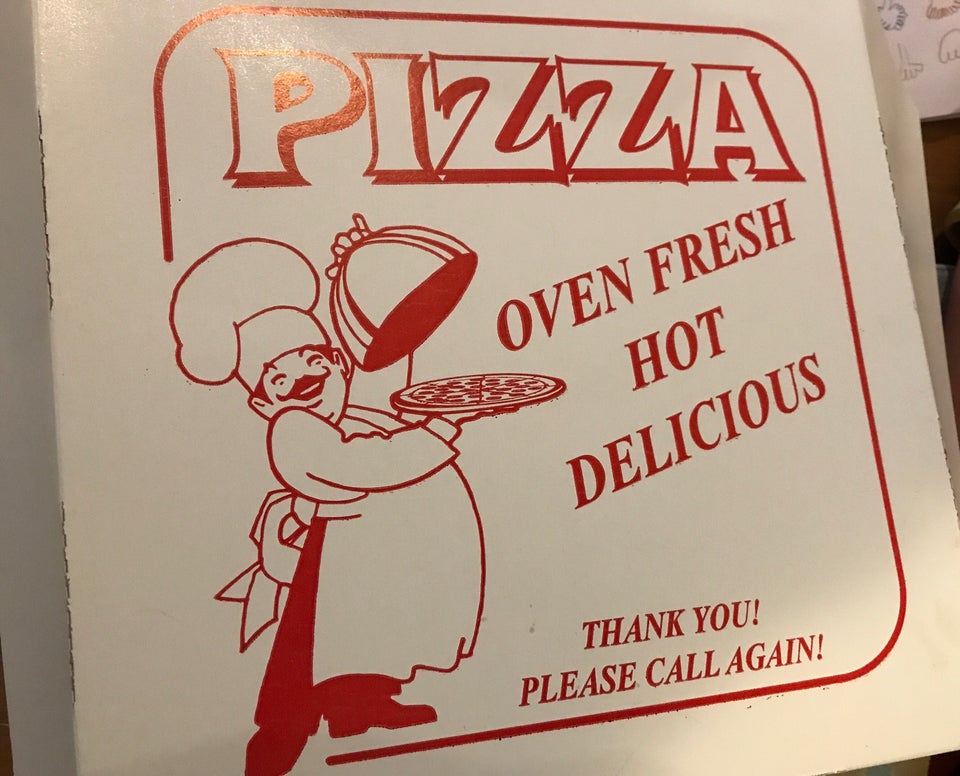 PIZZA
OVEN FRESH
HOT
DELICIOUS
THANK YOU!
PLEASE CALL AGAIN!